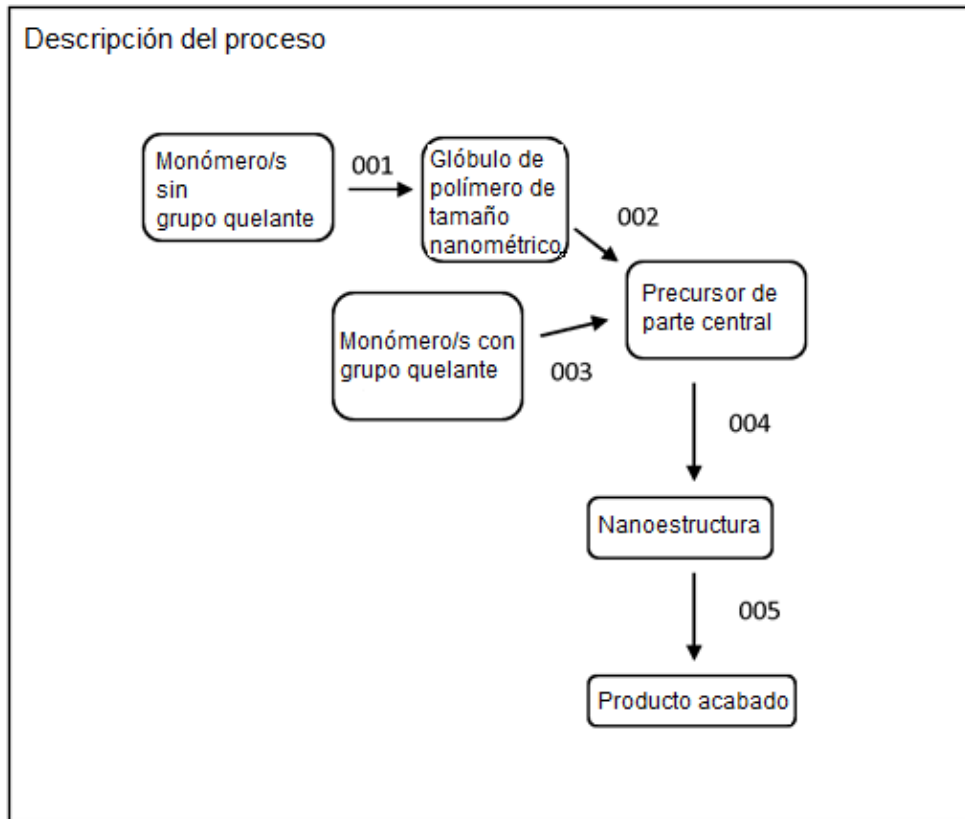 Descripción del proceso
Monómero/s
sin
grupo quelante
001
Glóbulo de
polímero de
tamaño
nanométrico
002
Monómero/s con
grupo quelante
003
Precursor de
parte central
004
Nanoestructura
005
Producto acabado